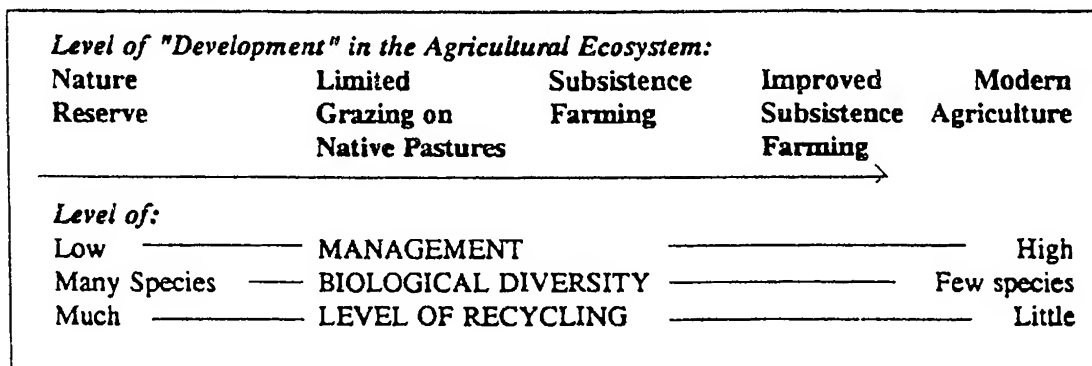 Level of "Development" in the Agricultural Ecosystem:
Nature Limited Subsistence Improved Modern
Reserve Grazing on Farming Subsistence Agriculture
Native Pastures Farming
Level of:
Low MANAGEMENT High
Many Species BIOLOGICAL DIVERSITY Few species
Much LEVEL OF RECYCLING Little